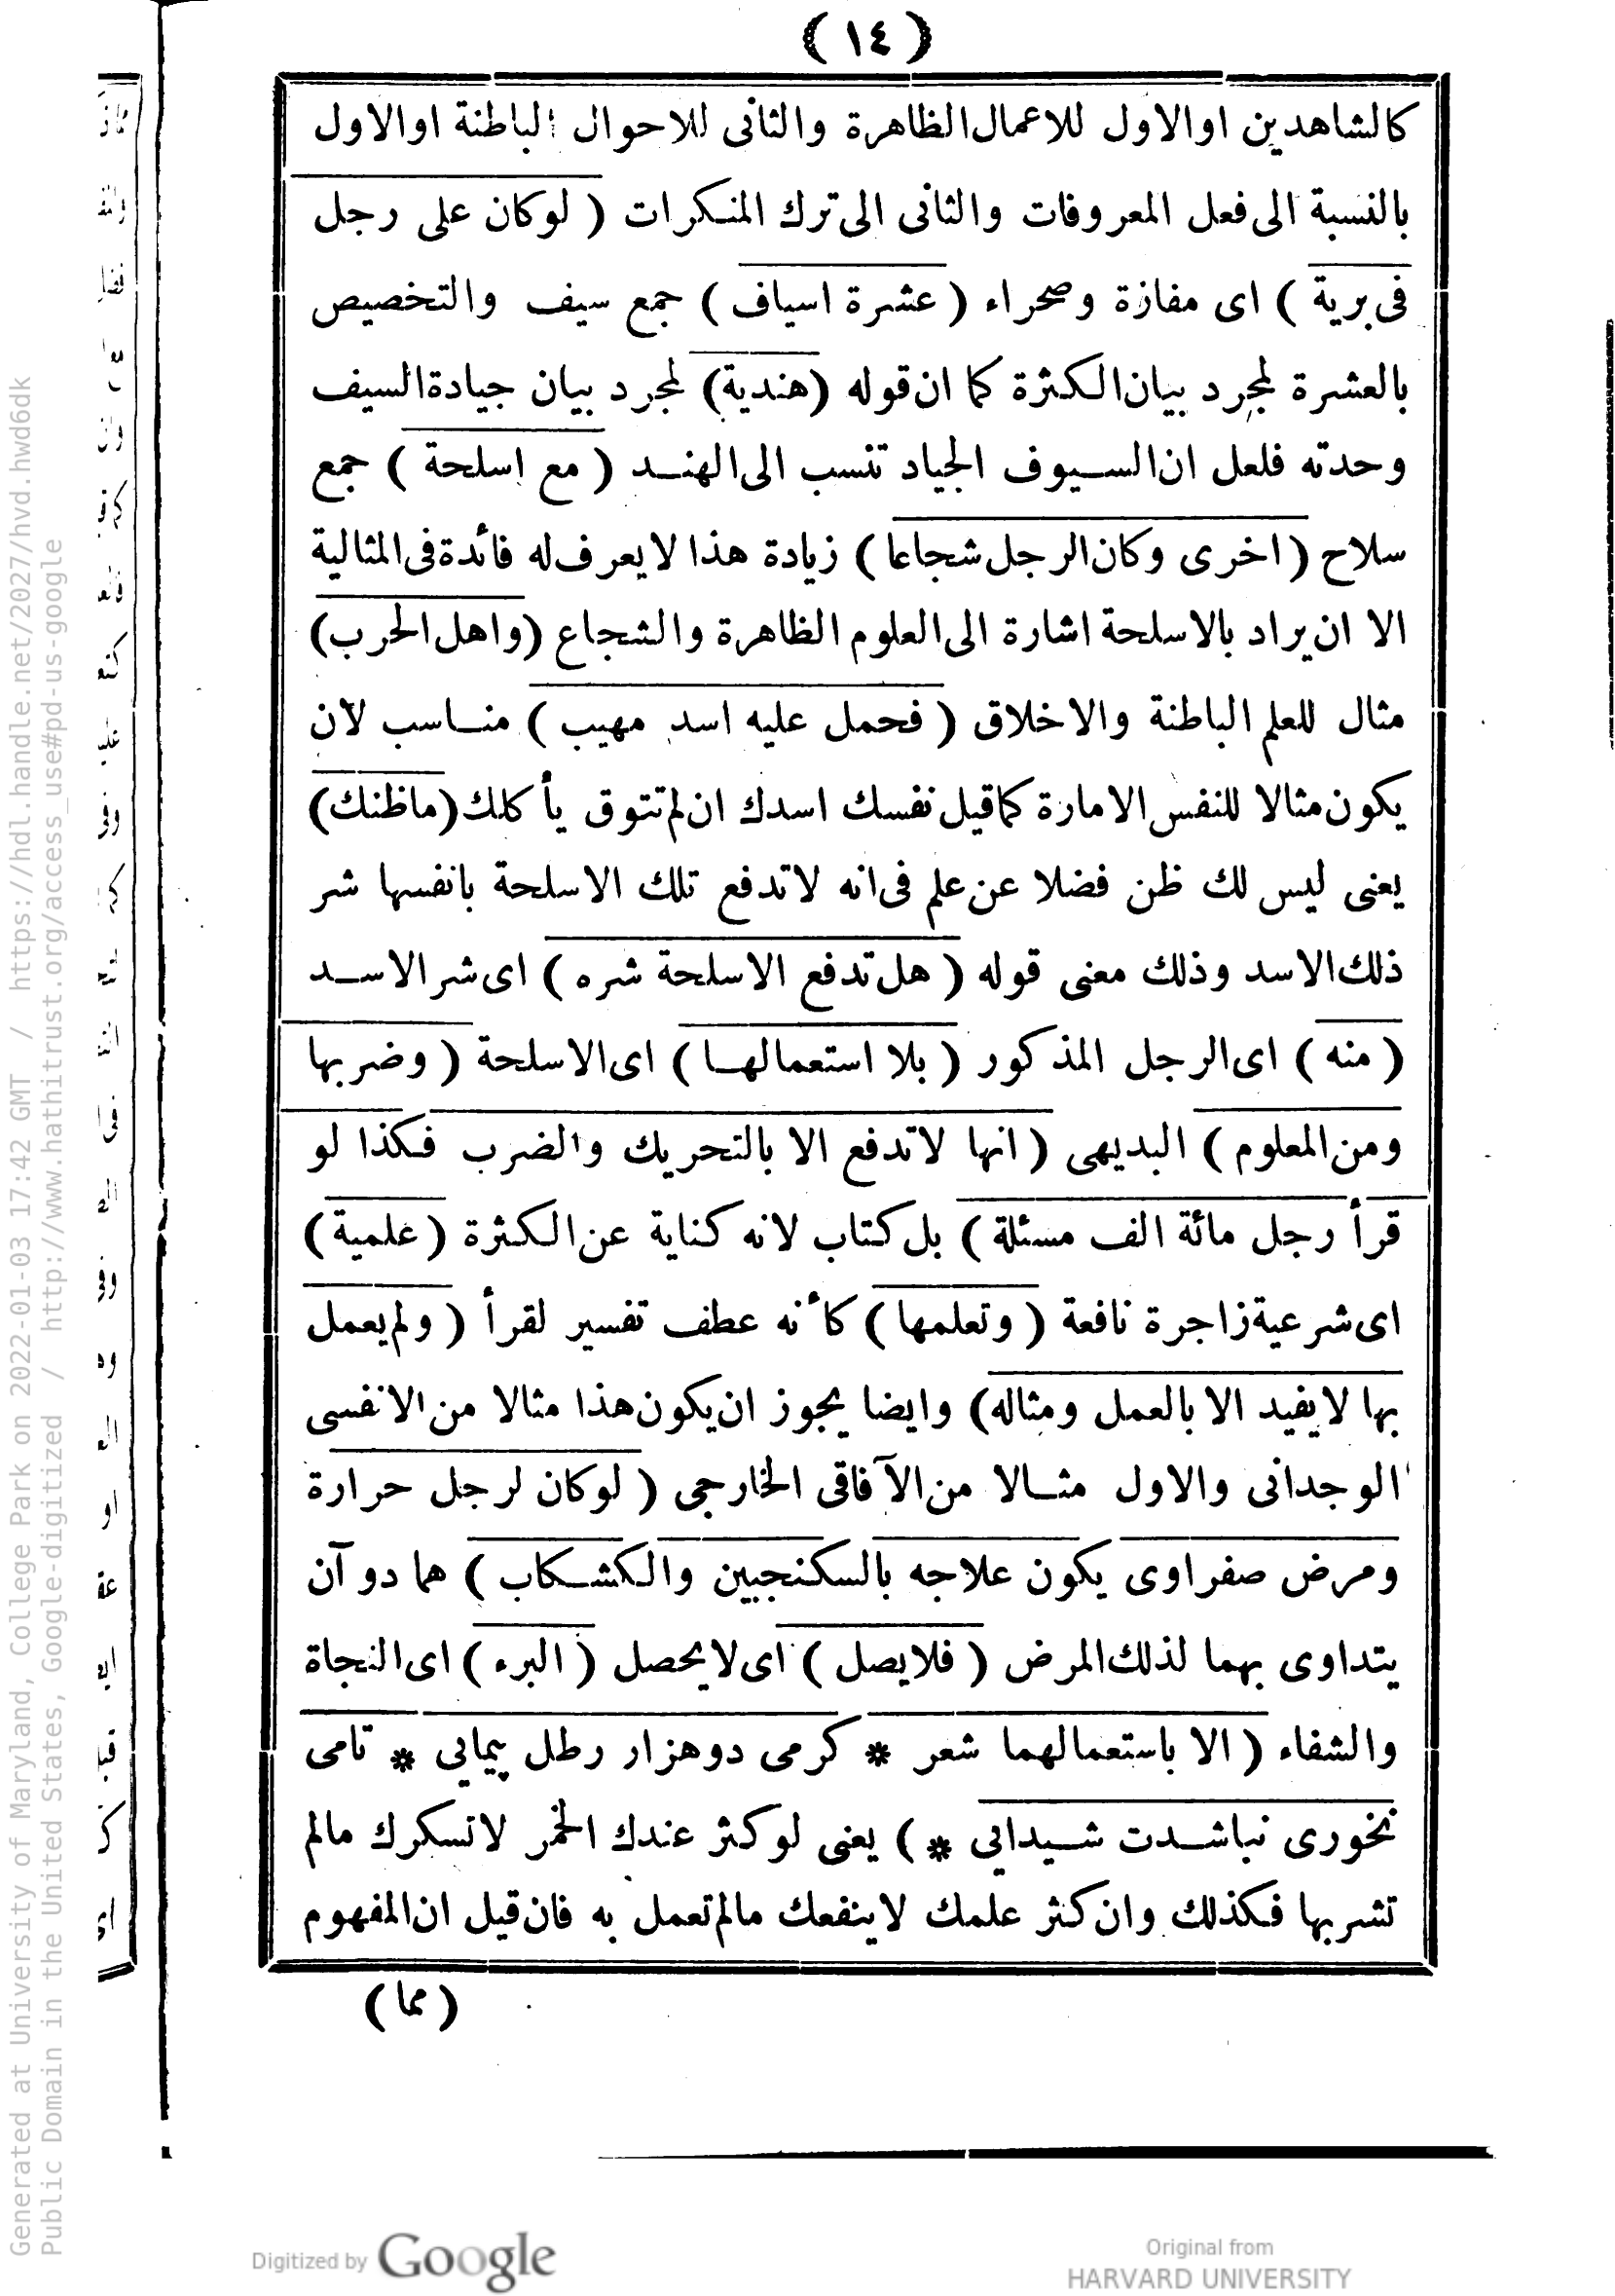 ( ١٤ )
كالشاهدين اوالاول للاعمال الظاهرة والثانى للاحوال الباطنة اوالاول
بالنسبة الى فعل المعروفات والثانى الى ترك المنكرات ( لوكان على رجل
فى برية ) اى مفازة وصحراء ( عشرة اسياف ) جمع سيف والتخصيص
بالعشرة لمجرد بيان الكثرة كما ان قوله (هندية) لمجرد بيان جيادة السيف
وحدته فلعل ان السيوف الجياد تنسب الى الهند ( مع اسلحة ) جمع
سلاح ( اخرى وكان الرجل شجاعا ) زيادة هذا لايعرف له فائدة فى المثالية
الا ان يراد بالاسلحة اشارة الى العلوم الظاهرة والشجاع (واهل الحرب)
مثال للعلم الباطنة والاخلاق ( فحمل عليه اسد مهيب ) مناسب لان
يكون مثالا للنفس الامارة كماقيل نفسك اسدك ان لم تتوق يأكلك (ماظنك)
يعنى ليس لك ظن فضلا عن علم فى انه لاتدفع تلك الاسلحة بانفسها شر
ذلك الاسد وذلك معنى قوله ( هل تدفع الاسلحة شره ) اى شر الاسد
( منه ) اى الرجل المذكور ( بلا استعمالها ) اى الاسلحة ( وضربها
ومن المعلوم ) البديهى ( انها لاتدفع الا بالتحريك والضرب فكذا لو
قرأ رجل مائة الف مسئلة ) بل كتاب لانه كناية عن الكثرة ( علمية )
اى شرعية زاجرة نافعة ( وتعلمها ) كأنه عطف تفسير لقرأ ( ولم يعمل
بها لايفيد الا بالعمل ومثاله) وايضا يجوز ان يكون هذا مثالا من الانفسى
الوجدانى والاول مثالا من الآفاقى الخارجى ( لوكان لرجل حرارة
ومرض صفراوى يكون علاجه بالسكنجبين والكشكاب ) هما دو آن
يتداوى بهما لذلك المرض ( فلايصل ) اى لايحصل ( البرء ) اى النجاة
والشفاء ( الا باستعمالهما شعر * كرمى دوهزار رطل پيمايى * تامى
نخورى نباشدت شيدايى * ) يعنى لوكثر عندك الخمر لاتسكرك مالم
تشربها فكذلك وان كثر علمك لاينفعك مالم تعمل به فان قيل ان المفهوم
( مما )
Digitized by Google
Original from
HARVARD UNIVERSITY
Generated at University of Maryland, College Park on 2022-01-03 17:42 GMT / https://hdl.handle.net/2027/hvd.hwd6dk
Public Domain in the United States, Google-digitized / http://www.hathitrust.org/access_use#pd-us-google